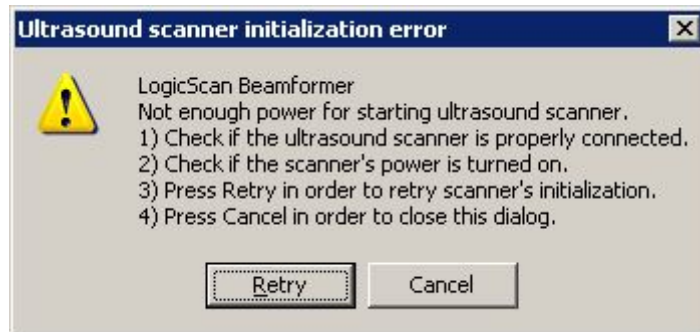 Ultrasound scanner initialization error
LogicScan Beamformer
Not enough power for starting ultrasound scanner.
1) Check if the ultrasound scanner is properly connected.
2) Check if the scanner's power is turned on.
3) Press Retry in order to retry scanner's initialization.
4) Press Cancel in order to close this dialog.
Retry Cancel